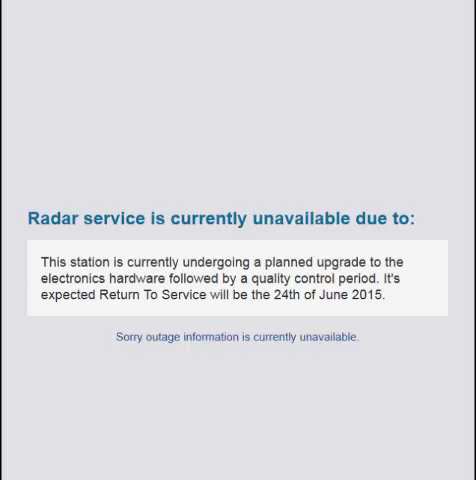 Radar service is currently unavailable due to:
This station is currently undergoing a planned upgrade to the
electronics hardware followed by a quality control period. It's
expected Return To Service will be the 24th of June 2015.
Sorry outage information is currently unavailable.